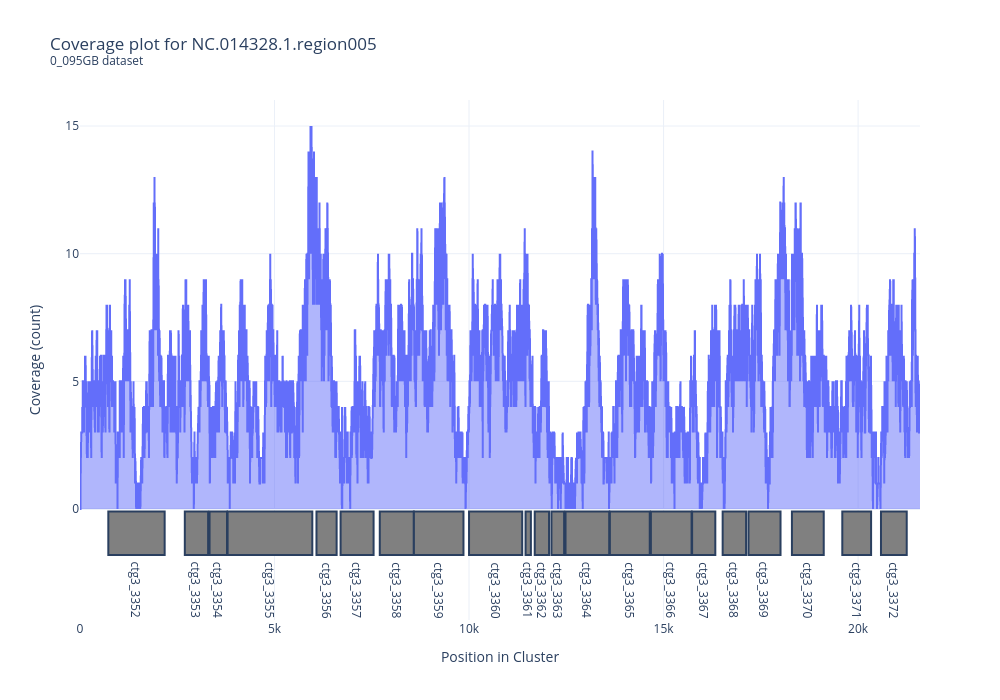 Coverage plot for NC.014328.1.region005
0_095GB dataset
15
10
5
0
Coverage (count)
ctg3_3352
ctg3_3353
ctg3_3354
ctg3_3355
ctg3_3356
ctg3_3357
ctg3_3358
ctg3_3359
ctg3_3360
ctg3_3361
ctg3_3362
ctg3_3363
ctg3_3364
ctg3_3365
ctg3_3366
ctg3_3367
ctg3_3368
ctg3_3369
ctg3_3370
ctg3_3371
ctg3_3372
0 5k 10k 15k 20k
Position in Cluster